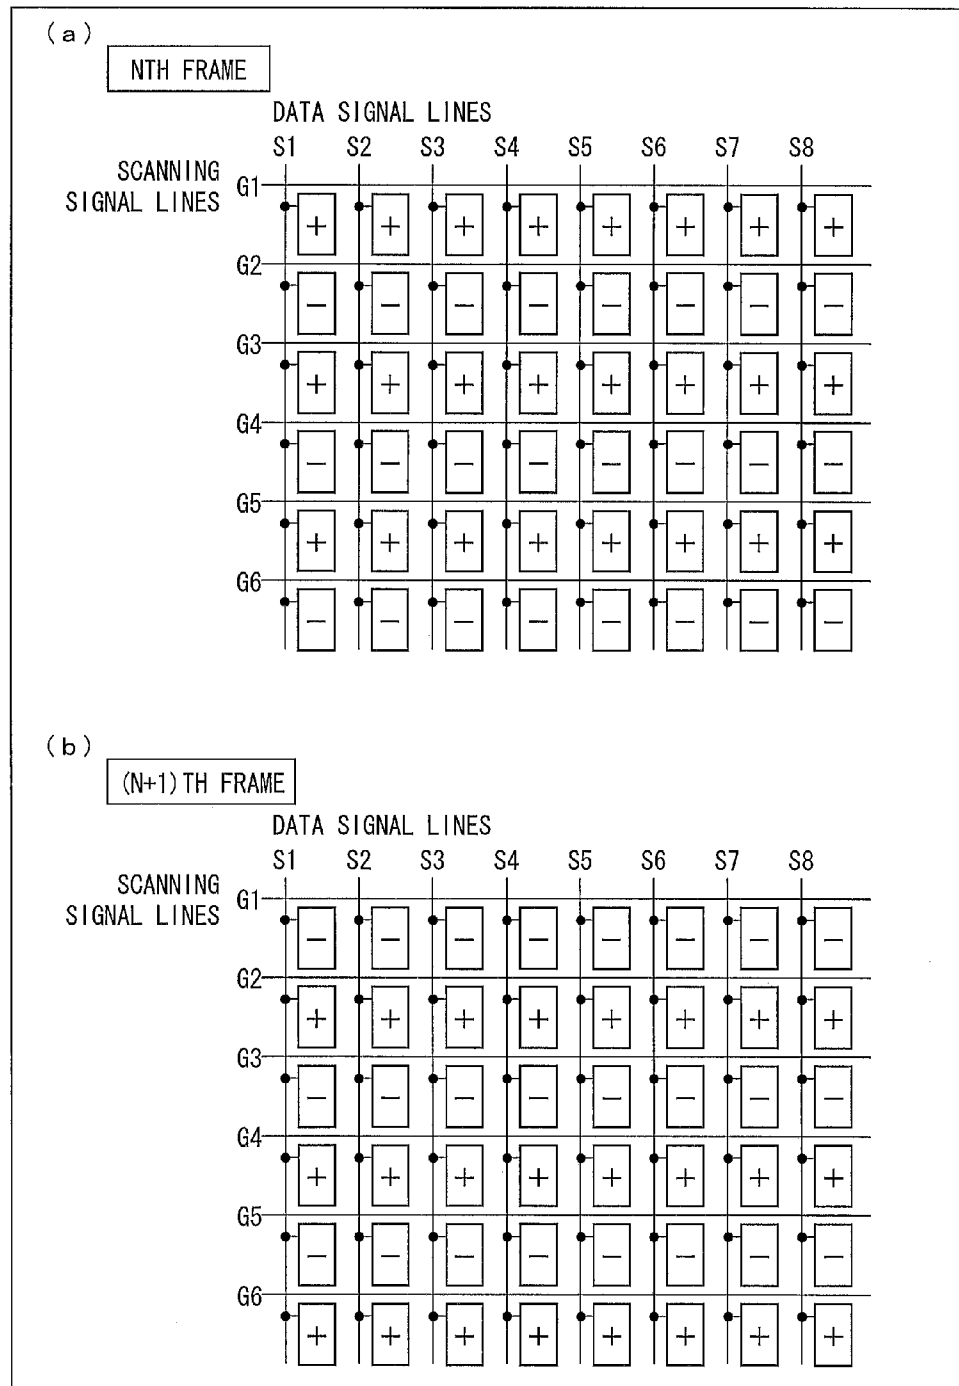 (a)
NTH FRAME
DATA SIGNAL LINES
S1 S2 S3 S4 S5 S6 S7 S8
SCANNING
SIGNAL LINES
G1
+ + + + + + + +
G2
− − − − − − − −
G3
+ + + + + + + +
G4
− − − − − − − −
G5
+ + + + + + + +
G6
− − − − − − − −
(b)
(N+1)TH FRAME
DATA SIGNAL LINES
S1 S2 S3 S4 S5 S6 S7 S8
SCANNING
SIGNAL LINES
G1
− − − − − − − −
G2
+ + + + + + + +
G3
− − − − − − − −
G4
+ + + + + + + +
G5
− − − − − − − −
G6
+ + + + + + + +